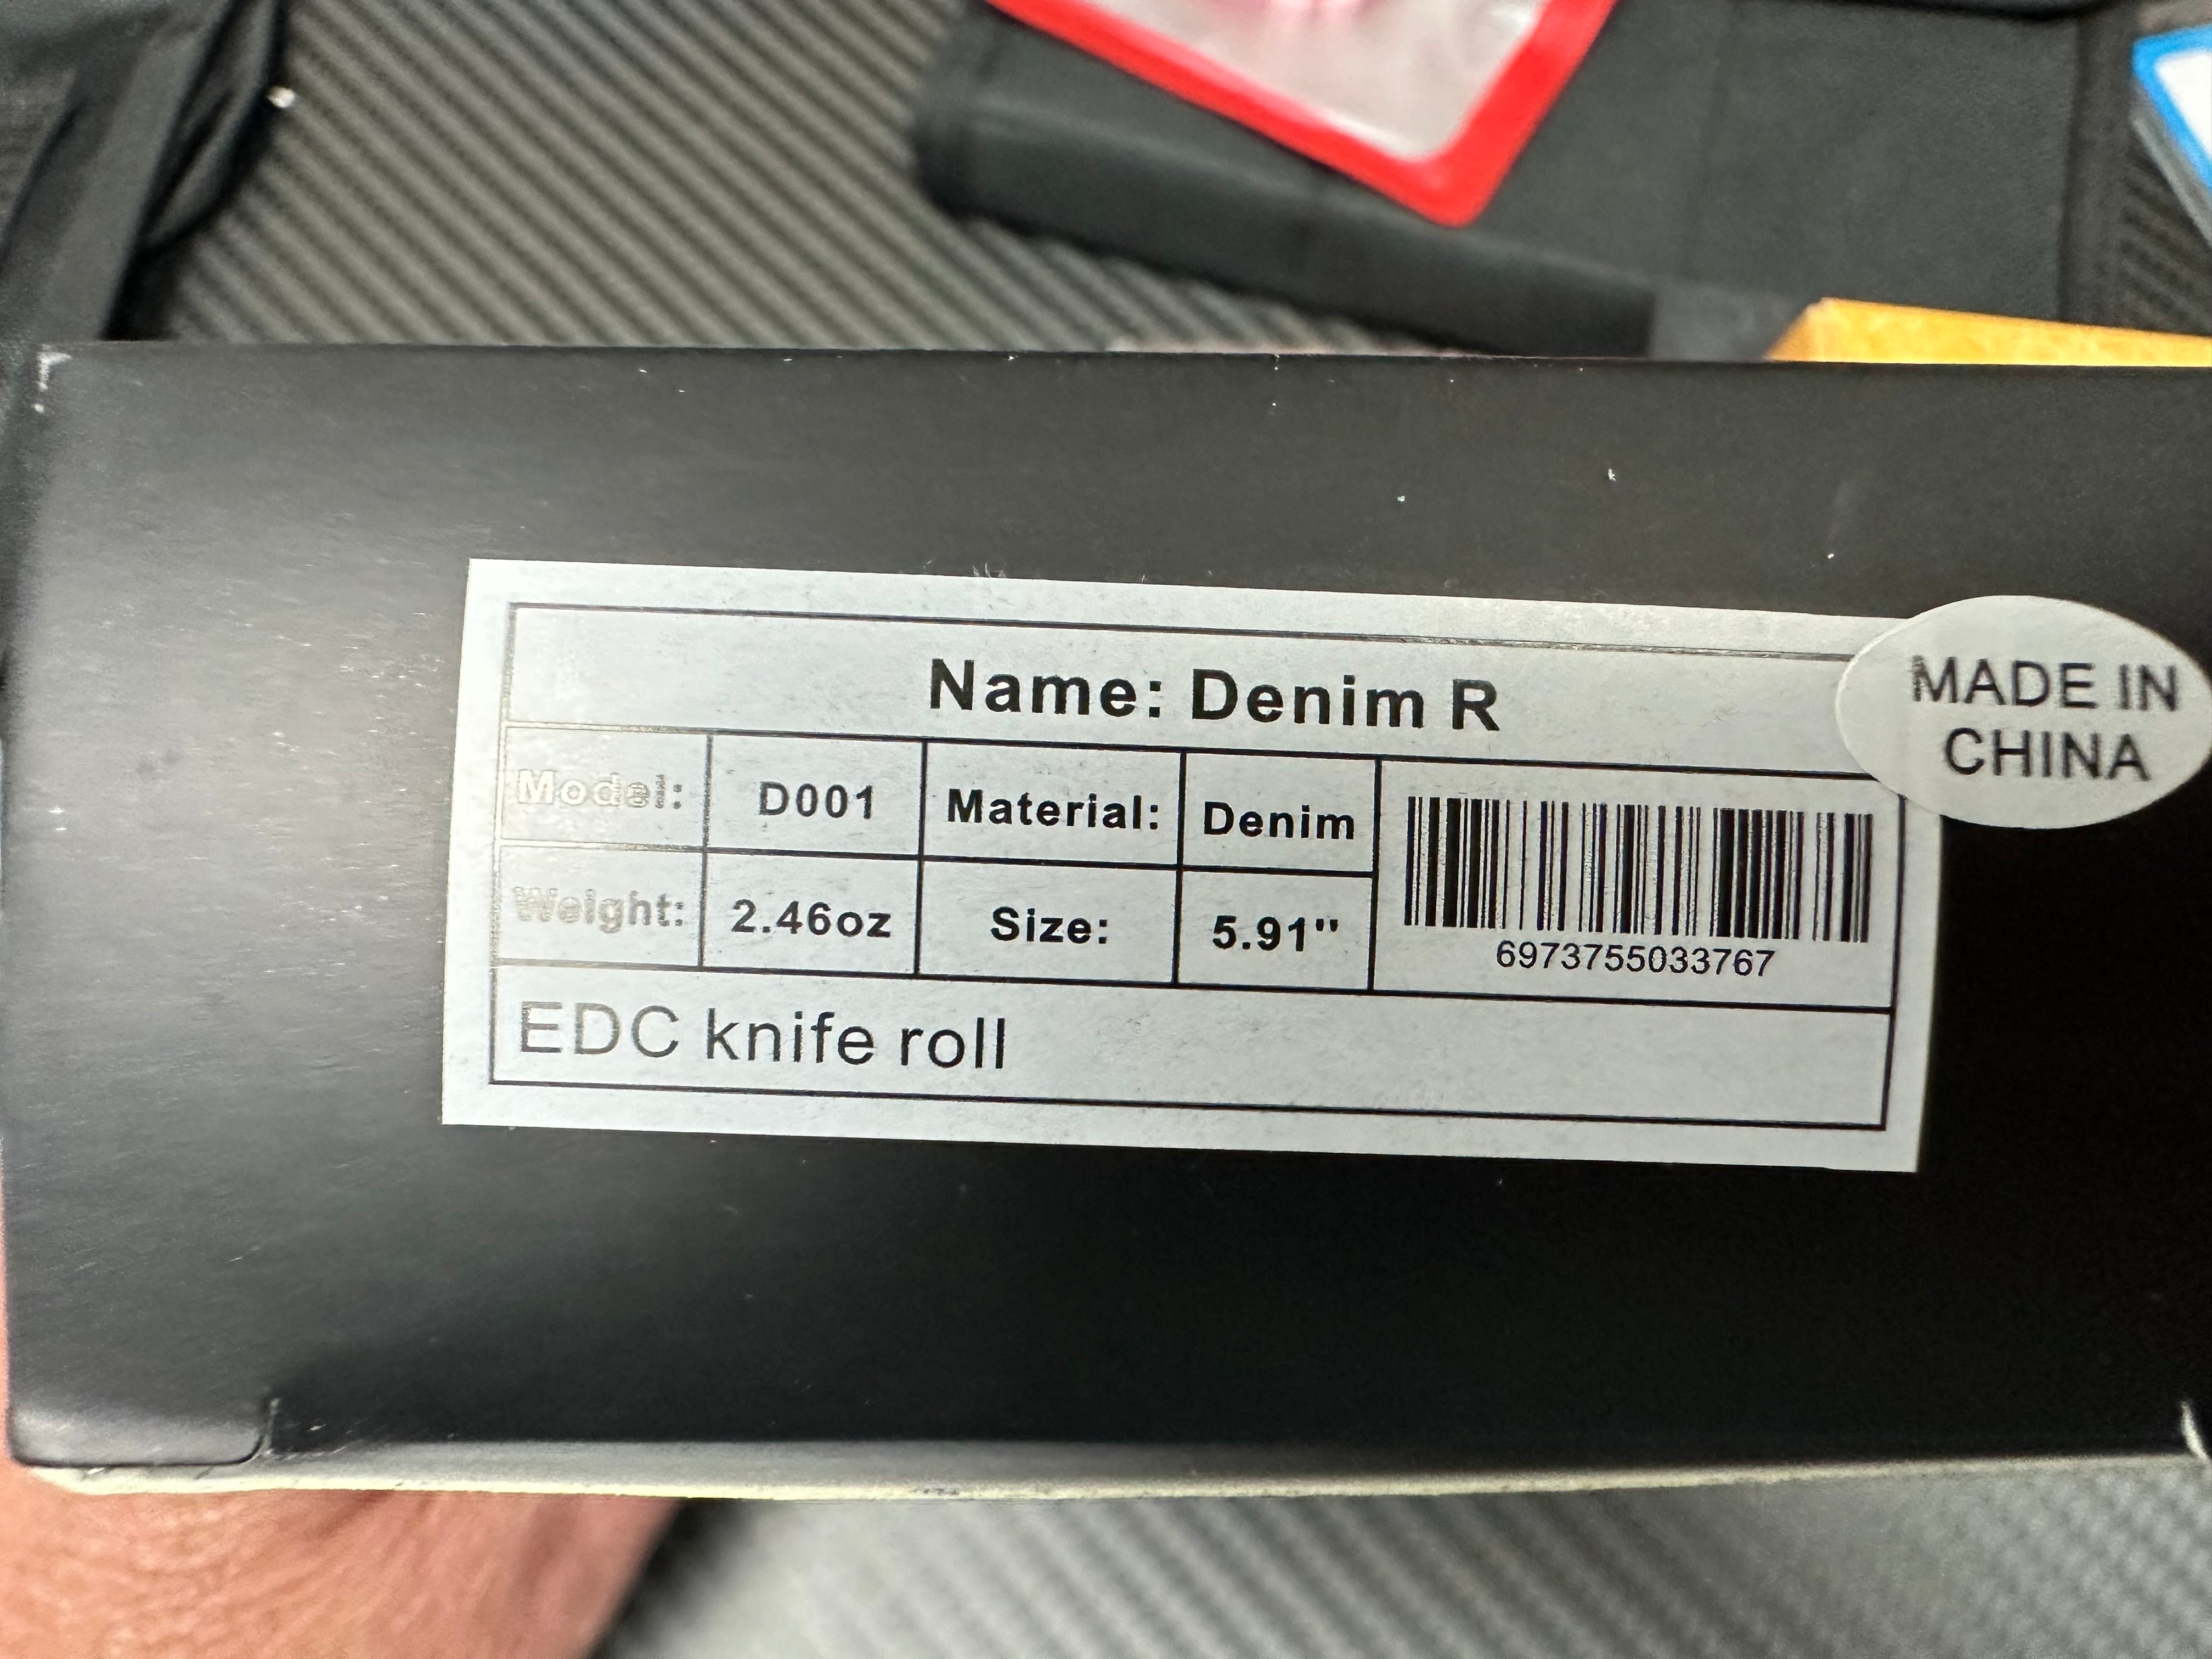 Name: Denim R
MADE IN
CHINA
Model: D001 Material: Denim
Weight: 2.46oz Size: 5.91"
6973755033767
EDC knife roll